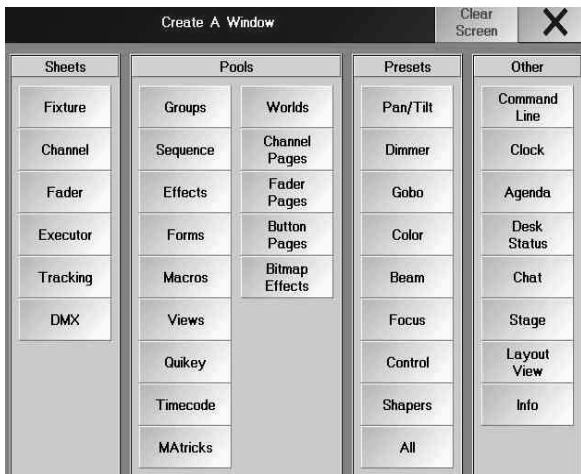 Create A Window
Clear
Screen
Sheets
Fixture
Channel
Fader
Executor
Tracking
DMX
Pools
Groups
Sequence
Effects
Forms
Macros
Views
Quikey
Timecode
MAtricks
Worlds
Channel
Pages
Fader
Pages
Button
Pages
Bitmap
Effects
Presets
Pan/Tilt
Dimmer
Gobo
Color
Beam
Focus
Control
Shapers
All
Other
Command
Line
Clock
Agenda
Desk
Status
Chat
Stage
Layout
View
Info